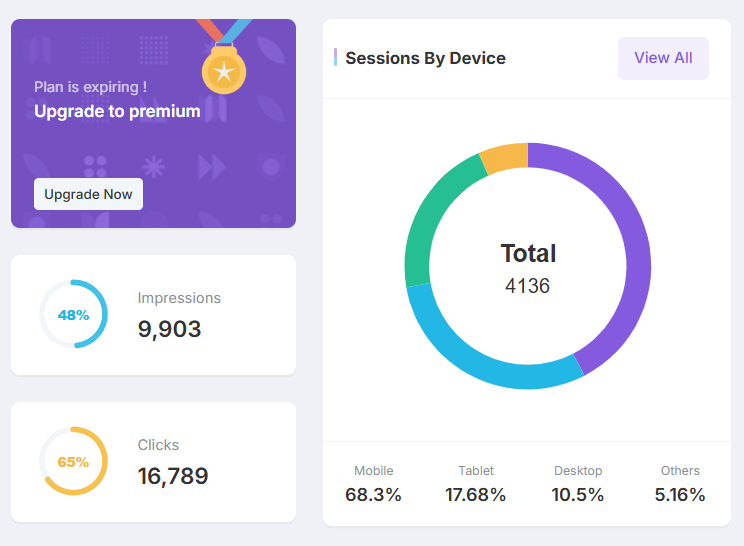 Plan is expiring !
Upgrade to premium
Upgrade Now
48%
Impressions
9,903
65%
Clicks
16,789
Sessions By Device
View All
Total
4136
Mobile
68.3%
Tablet
17.68%
Desktop
10.5%
Others
5.16%